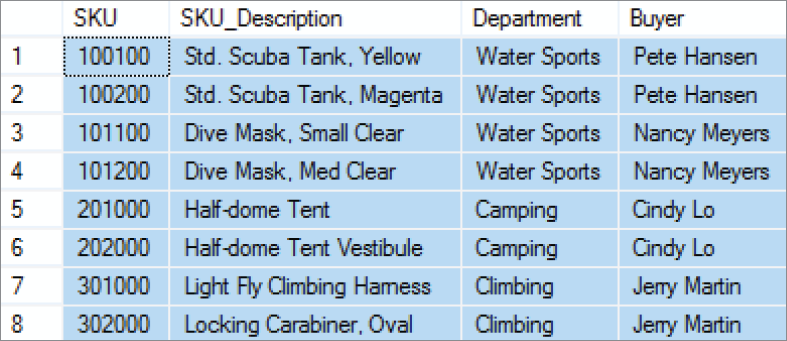 SKU SKU_Description Department Buyer
1 100100 Std. Scuba Tank, Yellow Water Sports Pete Hansen
2 100200 Std. Scuba Tank, Magenta Water Sports Pete Hansen
3 101100 Dive Mask, Small Clear Water Sports Nancy Meyers
4 101200 Dive Mask, Med Clear Water Sports Nancy Meyers
5 201000 Half-dome Tent Camping Cindy Lo
6 202000 Half-dome Tent Vestibule Camping Cindy Lo
7 301000 Light Fly Climbing Harness Climbing Jerry Martin
8 302000 Locking Carabiner, Oval Climbing Jerry Martin